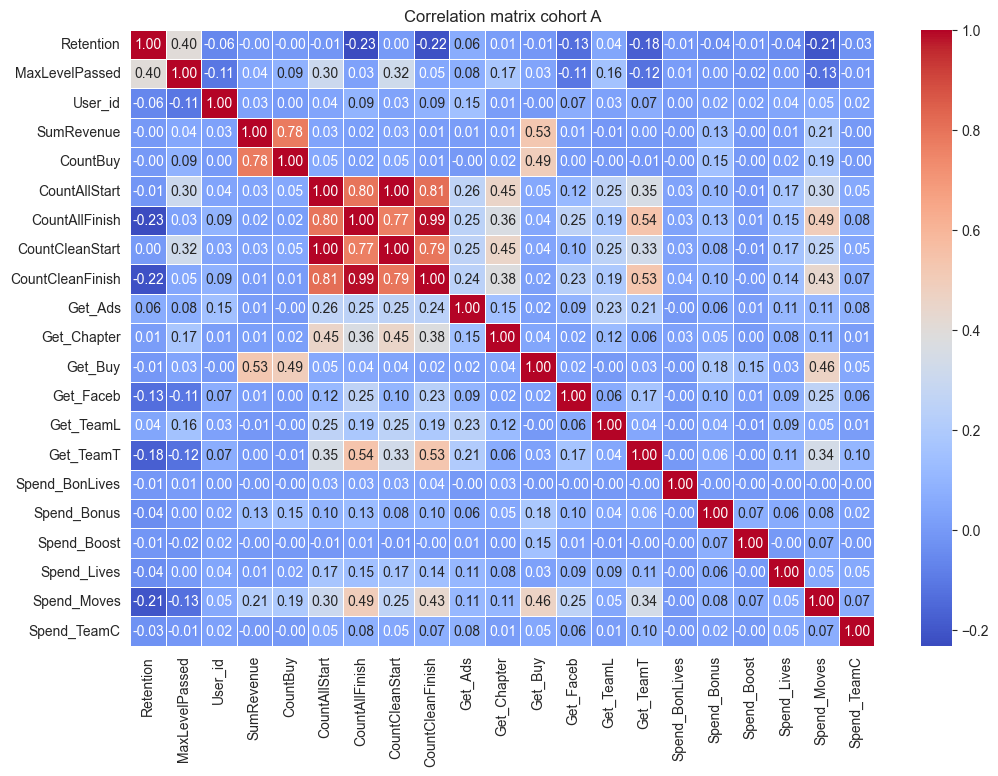 Correlation matrix cohort A
Retention 1.00 0.40 -0.06 -0.00 -0.00 -0.01 -0.23 0.00 -0.22 0.06 0.01 -0.01 -0.13 0.04 -0.18 -0.01 -0.04 -0.01 -0.04 -0.21 -0.03
MaxLevelPassed 0.40 1.00 -0.11 0.04 0.09 0.30 0.03 0.32 0.05 0.08 0.17 0.03 -0.11 0.16 -0.12 0.01 0.00 -0.02 0.00 -0.13 -0.01
User_id -0.06 -0.11 1.00 0.03 0.00 0.04 0.09 0.03 0.09 0.15 0.01 -0.00 0.07 0.03 0.07 0.00 0.02 0.02 0.04 0.05 0.02
SumRevenue -0.00 0.04 0.03 1.00 0.78 0.03 0.02 0.03 0.01 0.01 0.01 0.53 0.01 -0.01 0.00 -0.00 0.13 -0.00 0.01 0.21 -0.00
CountBuy -0.00 0.09 0.00 0.78 1.00 0.05 0.02 0.05 0.01 -0.00 0.02 0.49 0.00 -0.00 -0.01 -0.00 0.15 -0.00 0.02 0.19 -0.00
CountAllStart -0.01 0.30 0.04 0.03 0.05 1.00 0.80 1.00 0.81 0.26 0.45 0.05 0.12 0.25 0.35 0.03 0.10 -0.01 0.17 0.30 0.05
CountAllFinish -0.23 0.03 0.09 0.02 0.02 0.80 1.00 0.77 0.99 0.25 0.36 0.04 0.25 0.19 0.54 0.03 0.13 0.01 0.15 0.49 0.08
CountCleanStart 0.00 0.32 0.03 0.03 0.05 1.00 0.77 1.00 0.79 0.25 0.45 0.04 0.10 0.25 0.33 0.03 0.08 -0.01 0.17 0.25 0.05
CountCleanFinish -0.22 0.05 0.09 0.01 0.01 0.81 0.99 0.79 1.00 0.24 0.38 0.02 0.23 0.19 0.53 0.04 0.10 -0.00 0.14 0.43 0.07
Get_Ads 0.06 0.08 0.15 0.01 -0.00 0.26 0.25 0.25 0.24 1.00 0.15 0.02 0.09 0.23 0.21 -0.00 0.06 0.01 0.11 0.11 0.08
Get_Chapter 0.01 0.17 0.01 0.01 0.02 0.45 0.36 0.45 0.38 0.15 1.00 0.04 0.02 0.12 0.06 0.03 0.05 0.00 0.08 0.11 0.01
Get_Buy -0.01 0.03 -0.00 0.53 0.49 0.05 0.04 0.04 0.02 0.02 0.04 1.00 0.02 -0.00 0.03 -0.00 0.18 0.15 0.03 0.46 0.05
Get_Faceb -0.13 -0.11 0.07 0.01 0.00 0.12 0.25 0.10 0.23 0.09 0.02 0.02 1.00 0.06 0.17 -0.00 0.10 0.01 0.09 0.25 0.06
Get_TeamL 0.04 0.16 0.03 -0.01 -0.00 0.25 0.19 0.25 0.19 0.23 0.12 -0.00 0.06 1.00 0.04 -0.00 0.04 -0.01 0.09 0.05 0.01
Get_TeamT -0.18 -0.12 0.07 0.00 -0.01 0.35 0.54 0.33 0.53 0.21 0.06 0.03 0.17 0.04 1.00 -0.00 0.06 -0.00 0.11 0.34 0.10
Spend_BonLives -0.01 0.01 0.00 -0.00 -0.00 0.03 0.03 0.03 0.04 -0.00 0.03 -0.00 -0.00 -0.00 -0.00 1.00 -0.00 -0.00 -0.00 -0.00 -0.00
Spend_Bonus -0.04 0.00 0.02 0.13 0.15 0.10 0.13 0.08 0.10 0.06 0.05 0.18 0.10 0.04 0.06 -0.00 1.00 0.07 0.06 0.08 0.02
Spend_Boost -0.01 -0.02 0.02 -0.00 -0.00 -0.01 0.01 -0.01 -0.00 0.01 0.00 0.15 0.01 -0.01 -0.00 -0.00 0.07 1.00 -0.00 0.07 -0.00
Spend_Lives -0.04 0.00 0.04 0.01 0.02 0.17 0.15 0.17 0.14 0.11 0.08 0.03 0.09 0.09 0.11 -0.00 0.06 -0.00 1.00 0.05 0.05
Spend_Moves -0.21 -0.13 0.05 0.21 0.19 0.30 0.49 0.25 0.43 0.11 0.11 0.46 0.25 0.05 0.34 -0.00 0.08 0.07 0.05 1.00 0.07
Spend_TeamC -0.03 -0.01 0.02 -0.00 -0.00 0.05 0.08 0.05 0.07 0.08 0.01 0.05 0.06 0.01 0.10 -0.00 0.02 -0.00 0.05 0.07 1.00
Retention
MaxLevelPassed
User_id
SumRevenue
CountBuy
CountAllStart
CountAllFinish
CountCleanStart
CountCleanFinish
Get_Ads
Get_Chapter
Get_Buy
Get_Faceb
Get_TeamL
Get_TeamT
Spend_BonLives
Spend_Bonus
Spend_Boost
Spend_Lives
Spend_Moves
Spend_TeamC
1.0
0.8
0.6
0.4
0.2
0.0
−0.2